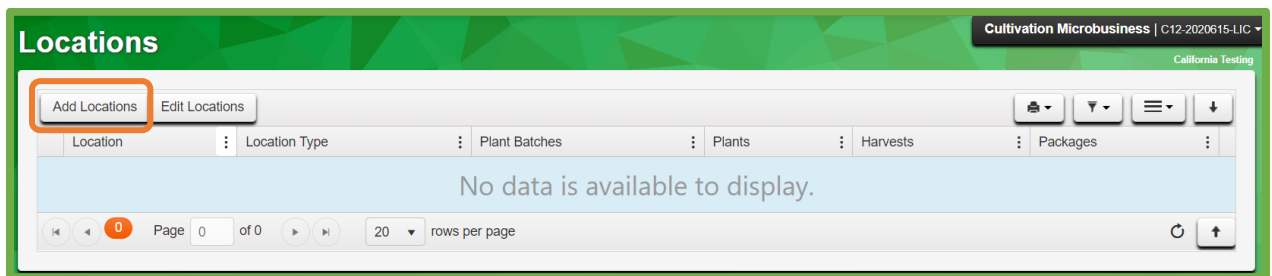 Locations
Cultivation Microbusiness | C12-2020615-LIC
California Testing
Add Locations Edit Locations
Location Location Type Plant Batches Plants Harvests Packages
No data is available to display.
0 Page 0 of 0 20 rows per page